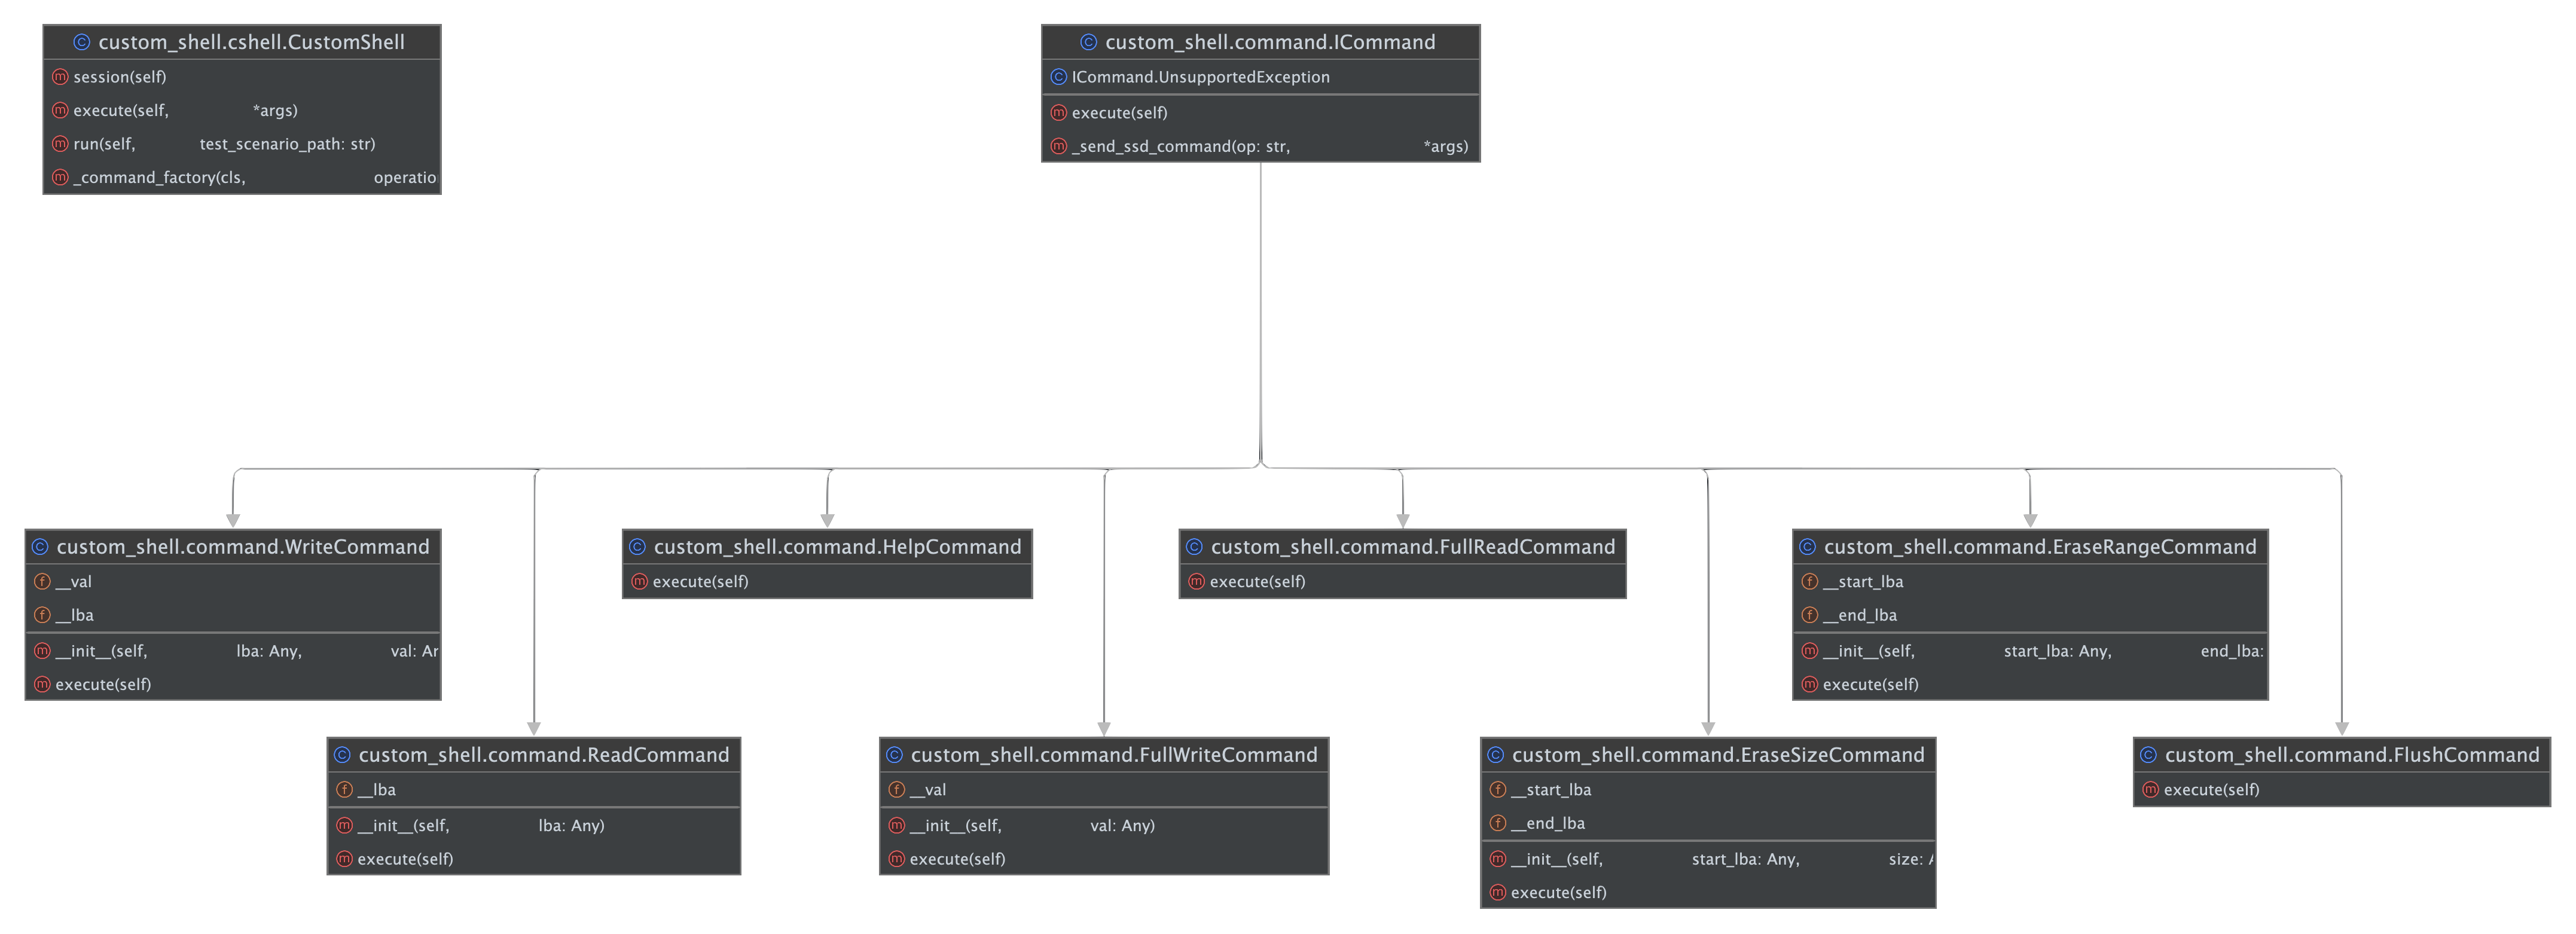 custom_shell.cshell.CustomShell
session(self)
execute(self, *args)
run(self, test_scenario_path: str)
_command_factory(cls, operatio
custom_shell.command.ICommand
ICommand.UnsupportedException
execute(self)
_send_ssd_command(op: str, *args)
custom_shell.command.WriteCommand
__val
__lba
__init__(self, lba: Any, val: Ar
execute(self)
custom_shell.command.HelpCommand
execute(self)
custom_shell.command.FullReadCommand
execute(self)
custom_shell.command.EraseRangeCommand
__start_lba
__end_lba
__init__(self, start_lba: Any, end_lba:
execute(self)
custom_shell.command.ReadCommand
__lba
__init__(self, lba: Any)
execute(self)
custom_shell.command.FullWriteCommand
__val
__init__(self, val: Any)
execute(self)
custom_shell.command.EraseSizeCommand
__start_lba
__end_lba
__init__(self, start_lba: Any, size:
execute(self)
custom_shell.command.FlushCommand
execute(self)